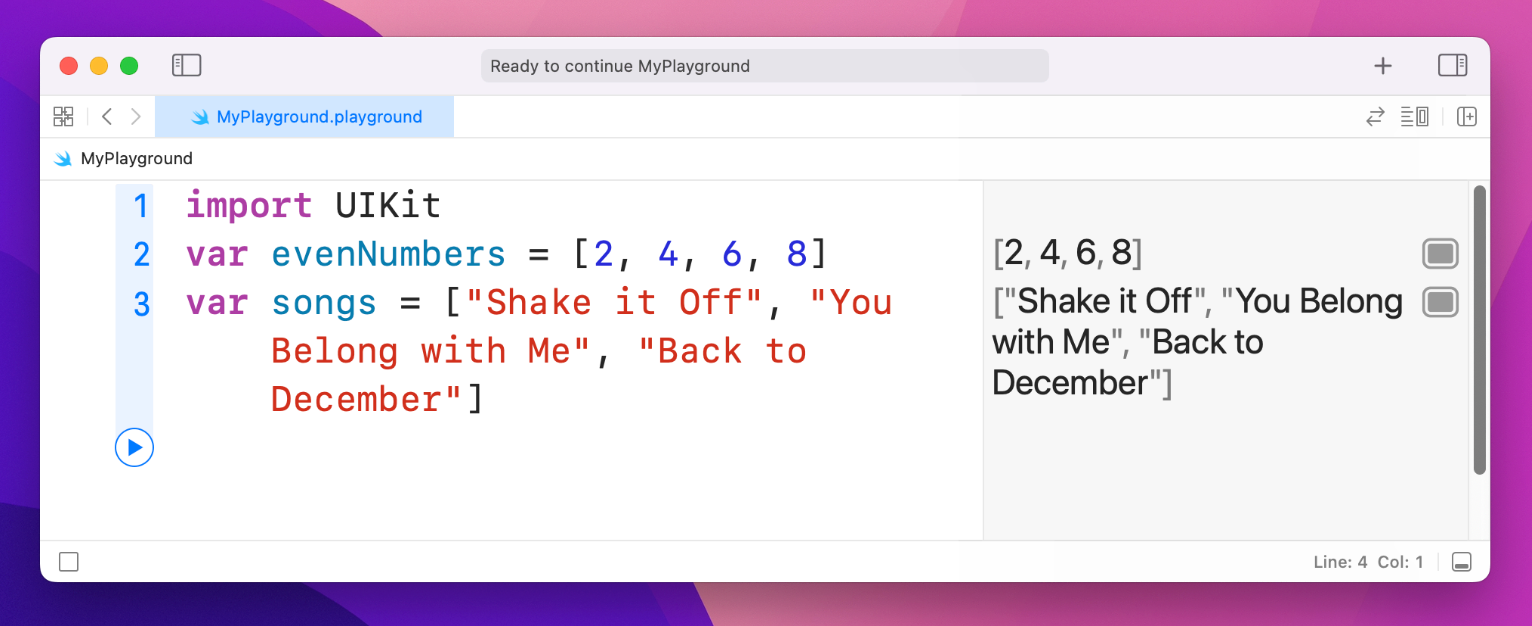 Ready to continue MyPlayground
MyPlayground.playground
MyPlayground
1 import UIKit
2 var evenNumbers = [2, 4, 6, 8]
3 var songs = ["Shake it Off", "You
Belong with Me", "Back to
December"]
[2, 4, 6, 8]
["Shake it Off", "You Belong
with Me", "Back to
December"]
Line: 4 Col: 1